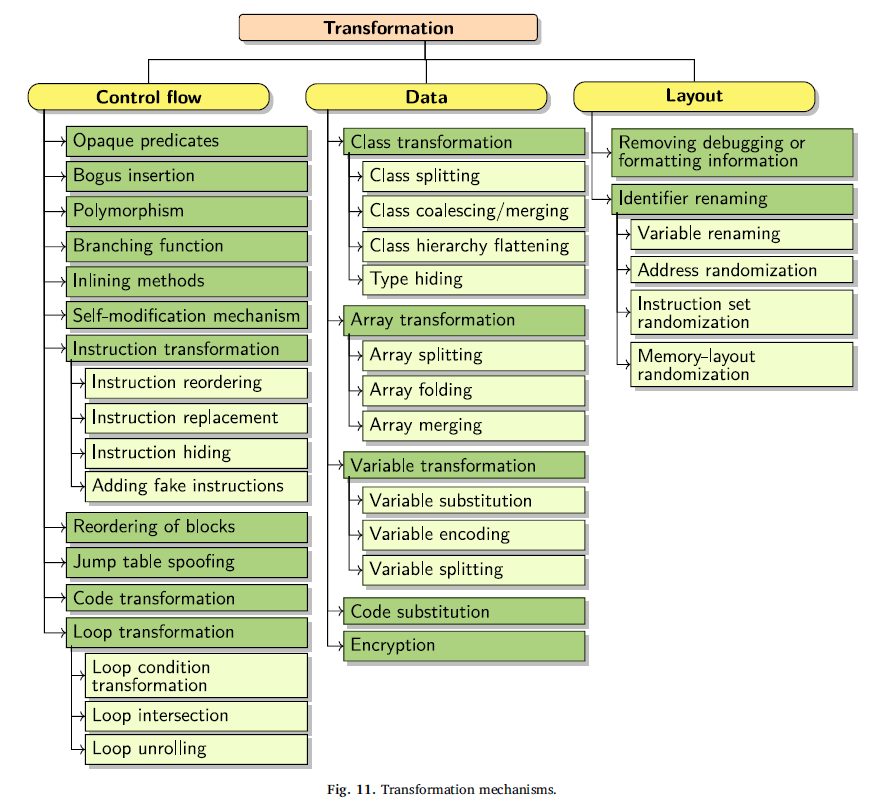 Transformation
Control flow
Opaque predicates
Bogus insertion
Polymorphism
Branching function
Inlining methods
Self-modification mechanism
Instruction transformation
Instruction reordering
Instruction replacement
Instruction hiding
Adding fake instructions
Reordering of blocks
Jump table spoofing
Code transformation
Loop transformation
Loop condition
transformation
Loop intersection
Loop unrolling
Data
Class transformation
Class splitting
Class coalescing/merging
Class hierarchy flattening
Type hiding
Array transformation
Array splitting
Array folding
Array merging
Variable transformation
Variable substitution
Variable encoding
Variable splitting
Code substitution
Encryption
Layout
Removing debugging or
formatting information
Identifier renaming
Variable renaming
Address randomization
Instruction set
randomization
Memory-layout
randomization
Fig. 11. Transformation mechanisms.